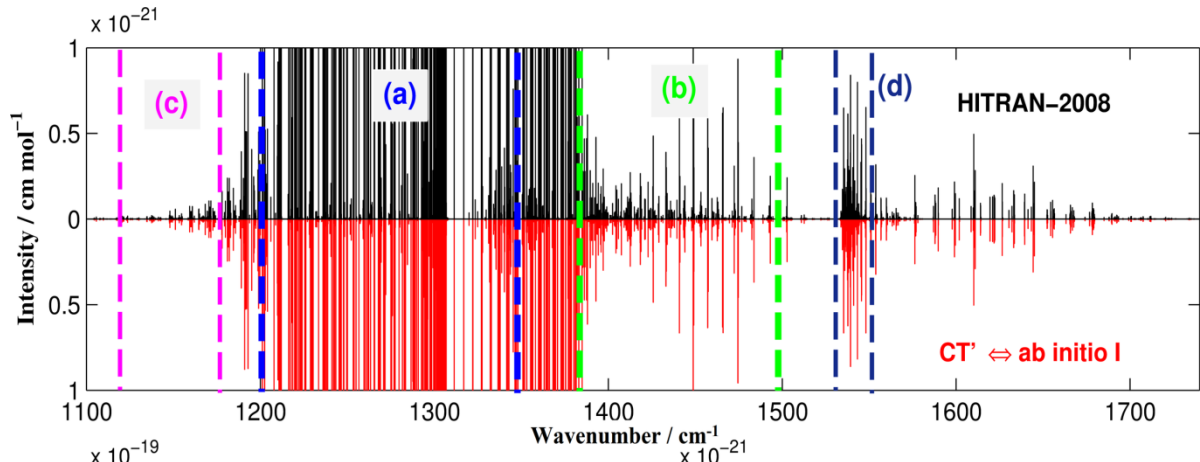 x 10⁻²¹
1
(c)
(a)
(b)
(d)
HITRAN−2008
0.5
0
0.5
CT' ⇔ ab initio I
1
Intensity / cm mol⁻¹
1100 1200 1300 1400 1500 1600 1700
Wavenumber / cm⁻¹
x 10⁻¹⁹ x 10⁻²¹